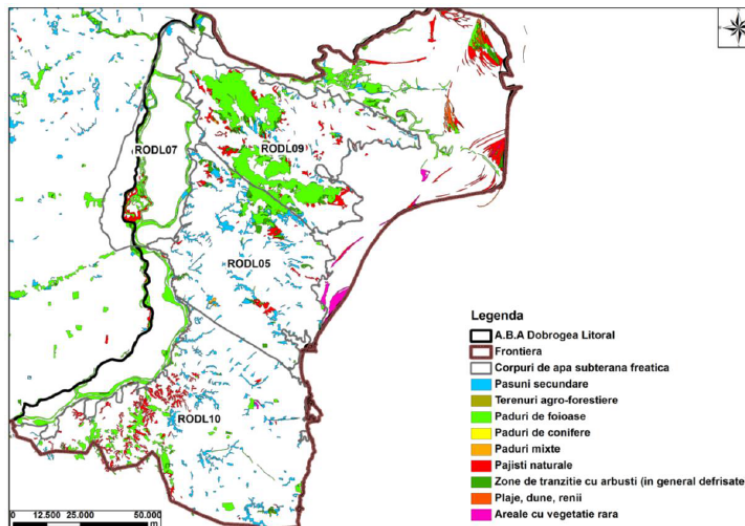 RODL07
RODL09
RODL05
RODL10
Legenda
A.B.A Dobrogea Litoral
Frontiera
Corpuri de apa subterana freatica
Pasuni secundare
Terenuri agro-forestiere
Paduri de foioase
Paduri de conifere
Paduri mixte
Pajisti naturale
Zone de tranzitie cu arbusti (in general defrisate
Plaje, dune, renii
Areale cu vegetatie rara
0 12.500 25.000 50.000
m